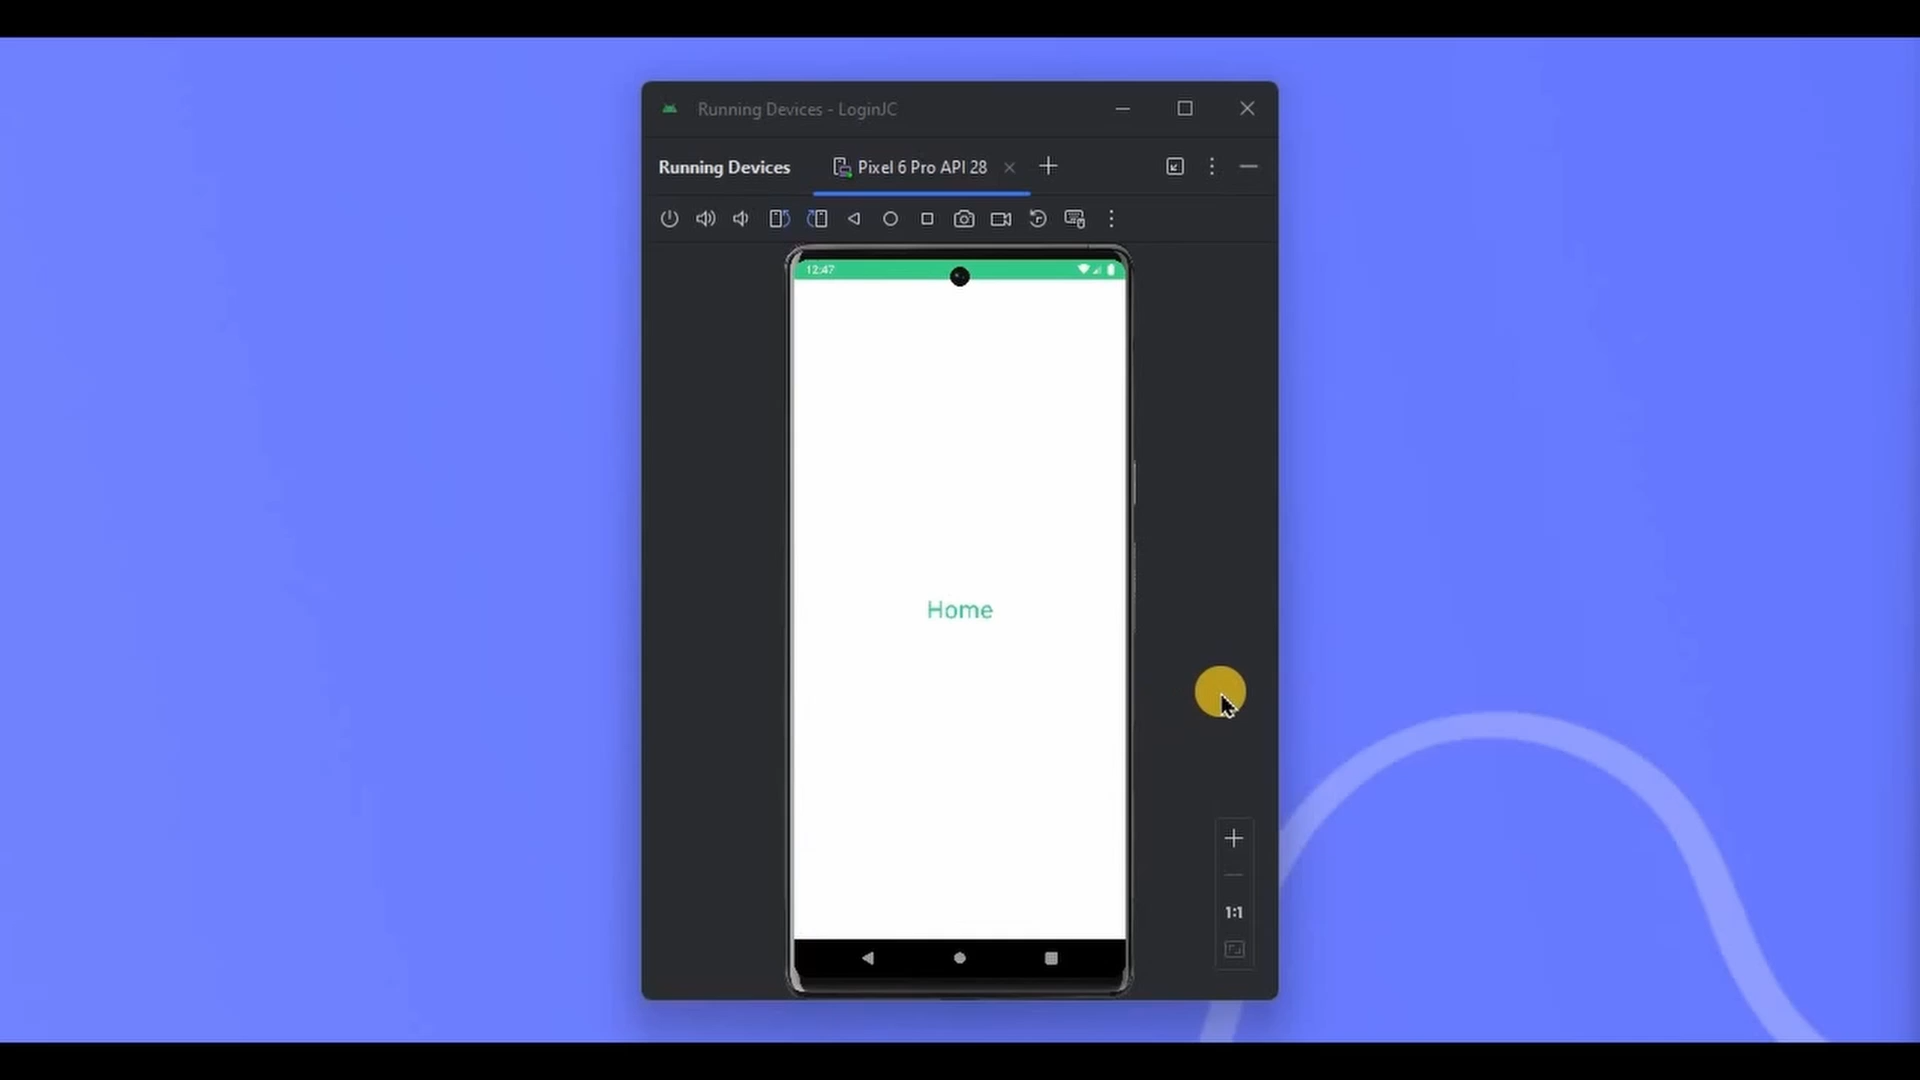 Running Devices - LoginJC
Running Devices
Pixel 6 Pro API 28
12:47
Home
1:1